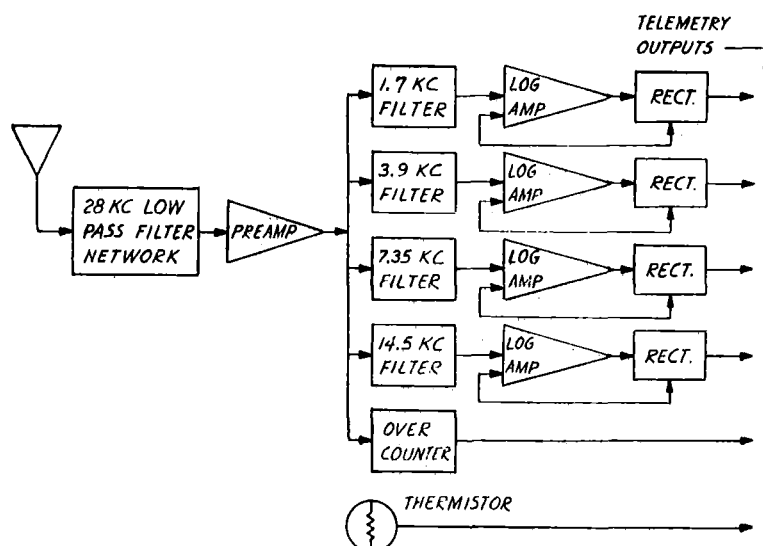 TELEMETRY
OUTPUTS
1.7 KC
FILTER
LOG
AMP
RECT.
3.9 KC
FILTER
LOG
AMP
RECT.
28 KC LOW
PASS FILTER
NETWORK
PREAMP
7.35 KC
FILTER
LOG
AMP
RECT.
14.5 KC
FILTER
LOG
AMP
RECT.
OVER
COUNTER
THERMISTOR